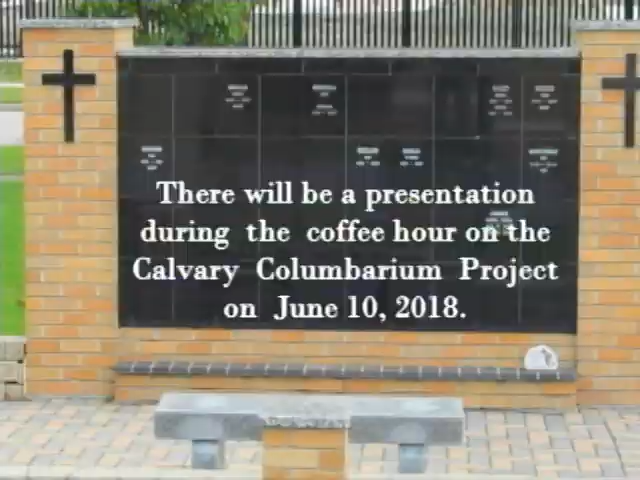 There will be a presentation
during the coffee hour on the
Calvary Columbarium Project
on June 10, 2018.